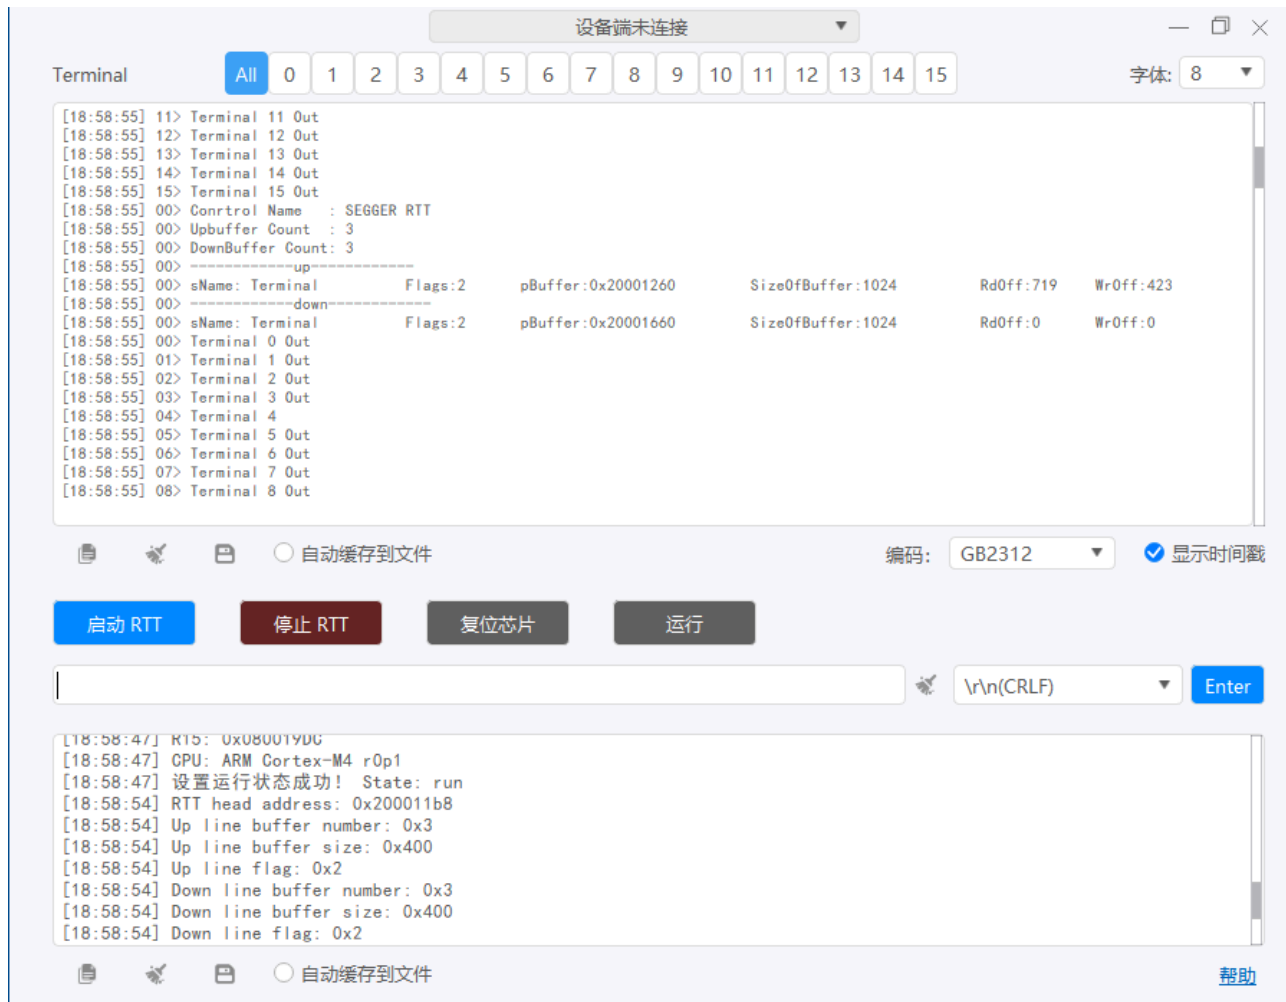 设备端未连接
Terminal All 0 1 2 3 4 5 6 7 8 9 10 11 12 13 14 15 字体: 8
[18:58:55] 11> Terminal 11 Out
[18:58:55] 12> Terminal 12 Out
[18:58:55] 13> Terminal 13 Out
[18:58:55] 14> Terminal 14 Out
[18:58:55] 15> Terminal 15 Out
[18:58:55] 00> Conrtrol Name   : SEGGER RTT
[18:58:55] 00> Upbuffer Count  : 3
[18:58:55] 00> DownBuffer Count: 3
[18:58:55] 00> ------------up------------
[18:58:55] 00> sName: Terminal Flags:2 pBuffer:0x20001260 SizeOfBuffer:1024 RdOff:719 WrOff:423
[18:58:55] 00> ------------down------------
[18:58:55] 00> sName: Terminal Flags:2 pBuffer:0x20001660 SizeOfBuffer:1024 RdOff:0 WrOff:0
[18:58:55] 00> Terminal 0 Out
[18:58:55] 01> Terminal 1 Out
[18:58:55] 02> Terminal 2 Out
[18:58:55] 03> Terminal 3 Out
[18:58:55] 04> Terminal 4
[18:58:55] 05> Terminal 5 Out
[18:58:55] 06> Terminal 6 Out
[18:58:55] 07> Terminal 7 Out
[18:58:55] 08> Terminal 8 Out
自动缓存到文件 编码: GB2312 显示时间戳
启动 RTT 停止 RTT 复位芯片 运行
\r\n(CRLF) Enter
[18:58:47] R15: 0x080019DC
[18:58:47] CPU: ARM Cortex-M4 r0p1
[18:58:47] 设置运行状态成功! State: run
[18:58:54] RTT head address: 0x200011b8
[18:58:54] Up line buffer number: 0x3
[18:58:54] Up line buffer size: 0x400
[18:58:54] Up line flag: 0x2
[18:58:54] Down line buffer number: 0x3
[18:58:54] Down line buffer size: 0x400
[18:58:54] Down line flag: 0x2
自动缓存到文件 帮助